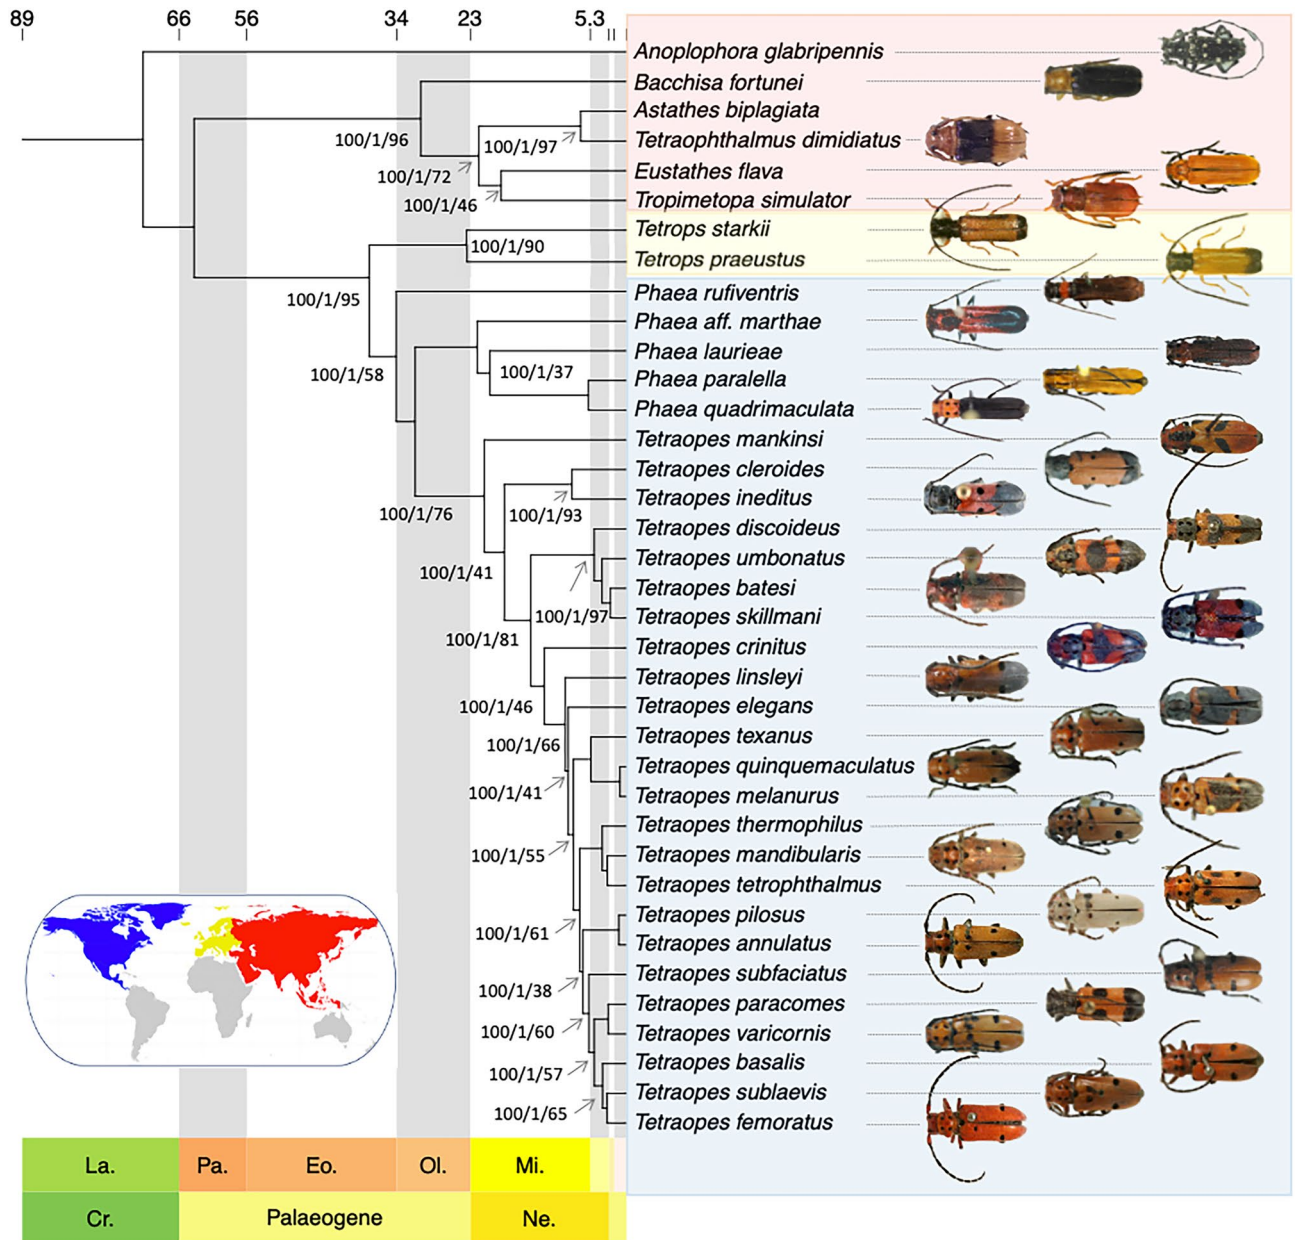 89 66 56 34 23 5.3
Anoplophora glabripennis
Bacchisa fortunei
Astathes biplagiata
100/1/96
Tetraophthalmus dimidiatus
100/1/97
Eustathes flava
100/1/72
Tropimetopa simulator
100/1/46
Tetrops starkii
100/1/90
Tetrops praeustus
Phaea rufiventris
100/1/95
Phaea aff. marthae
Phaea laurieae
100/1/58
100/1/37
Phaea paralella
Phaea quadrimaculata
Tetraopes mankinsi
Tetraopes cleroides
Tetraopes ineditus
100/1/76
100/1/93
Tetraopes discoideus
Tetraopes umbonatus
100/1/41
Tetraopes batesi
100/1/97
Tetraopes skillmani
100/1/81
Tetraopes crinitus
Tetraopes linsleyi
100/1/46
Tetraopes elegans
Tetraopes texanus
100/1/66
Tetraopes quinquemaculatus
100/1/41
Tetraopes melanurus
Tetraopes thermophilus
100/1/55
Tetraopes mandibularis
Tetraopes tetrophthalmus
Tetraopes pilosus
100/1/61
Tetraopes annulatus
Tetraopes subfaciatus
100/1/38
Tetraopes paracomes
100/1/60
Tetraopes varicornis
Tetraopes basalis
100/1/57
Tetraopes sublaevis
100/1/65
Tetraopes femoratus
La. Pa. Eo. Ol. Mi.
Cr. Palaeogene Ne.